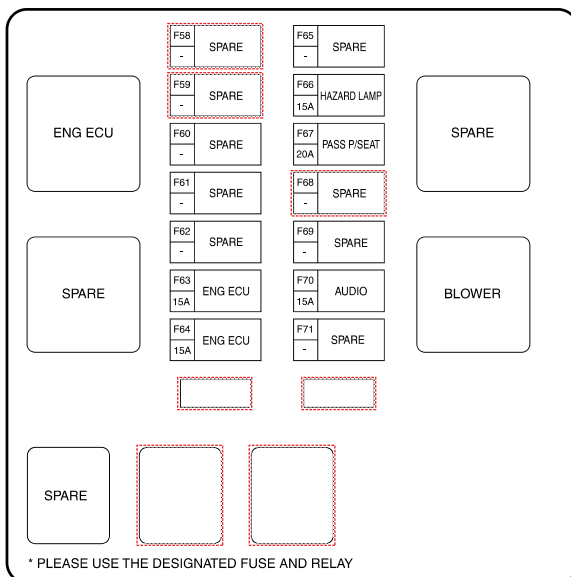 F58
-
SPARE
F65
-
SPARE
F59
-
SPARE
F66
15A
HAZARD LAMP
ENG ECU
F60
-
SPARE
F67
20A
PASS P/SEAT
SPARE
F61
-
SPARE
F68
-
SPARE
F62
-
SPARE
F69
-
SPARE
SPARE
F63
15A
ENG ECU
F70
15A
AUDIO
BLOWER
F64
15A
ENG ECU
F71
-
SPARE
SPARE
* PLEASE USE THE DESIGNATED FUSE AND RELAY